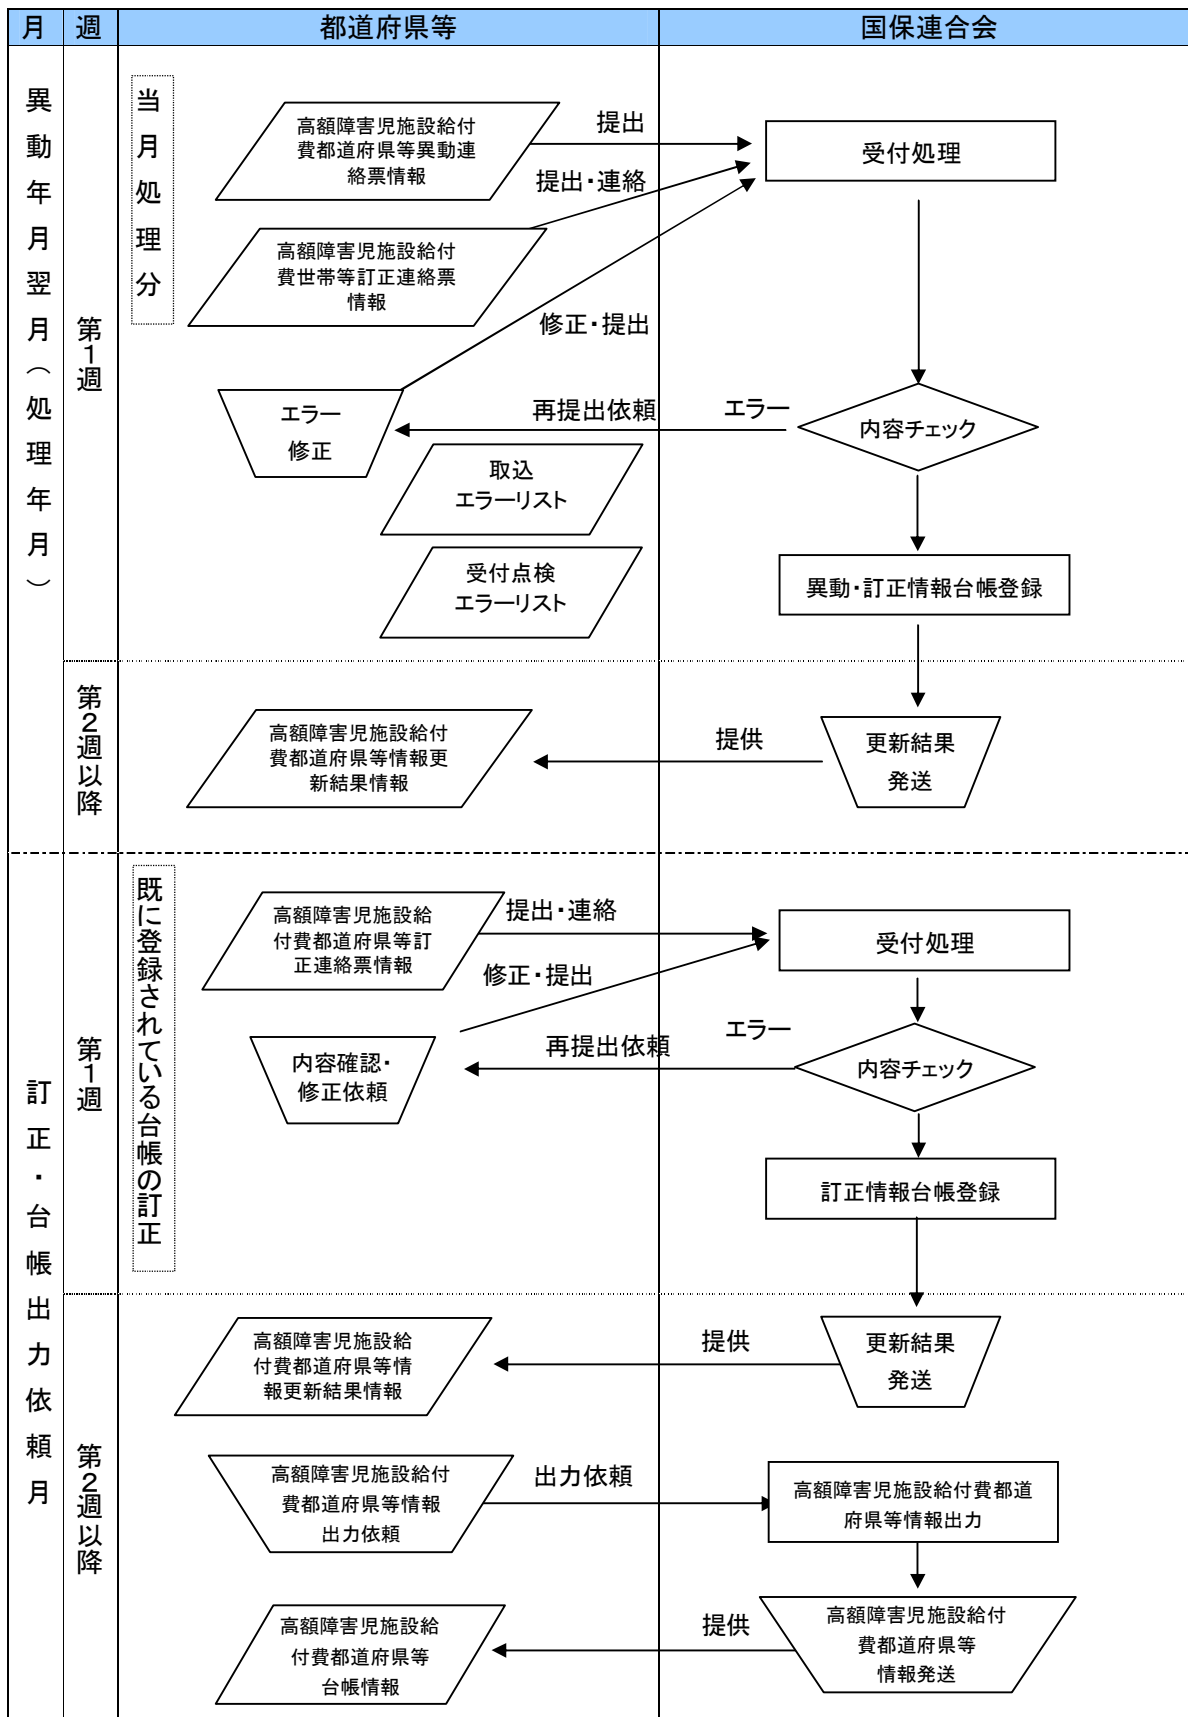 月
週
都道府県等
国保連合会
異動年月翌月（処理年月）
第1週
当月処理分
高額障害児施設給付
費都道府県等異動連
絡票情報
提出
受付処理
提出・連絡
高額障害児施設給付
費世帯等訂正連絡票
情報
修正・提出
エラー
修正
再提出依頼
エラー
内容チェック
取込
エラーリスト
受付点検
エラーリスト
異動・訂正情報台帳登録
第2週以降
高額障害児施設給付
費都道府県等情報更
新結果情報
提供
更新結果
発送
訂正・台帳出力依頼月
第1週
既に登録されている台帳の訂正
高額障害児施設給
付費都道府県等訂
正連絡票情報
提出・連絡
受付処理
修正・提出
内容確認・
修正依頼
再提出依頼
エラー
内容チェック
訂正情報台帳登録
第2週以降
高額障害児施設給
付費都道府県等情
報更新結果情報
提供
更新結果
発送
高額障害児施設給付
費都道府県等情報
出力依頼
出力依頼
高額障害児施設給付費都道
府県等情報出力
高額障害児施設給
付費都道府県等
台帳情報
提供
高額障害児施設給付
費都道府県等
情報発送